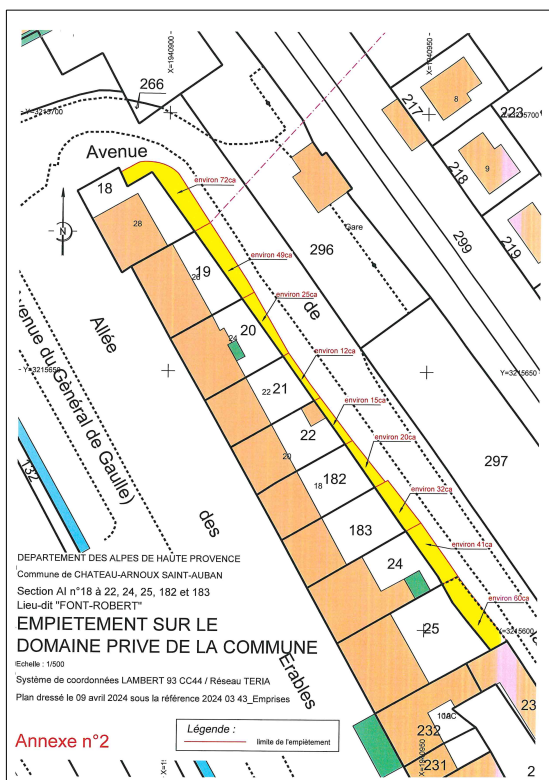 X=1940900
X=1940950
266
Y=3215700
Y=3215700
217
8
223
Avenue
18
environ 72ca
28
218
9
N
296
Gare
299
219
19
26
environ 49ca
environ 25ca
de
Allée
20
24
environ 12ca
Y=3215650
Y=3215650
enue du Général de Gaulle)
22
21
environ 15ca
20
22
environ 20ca
297
132
18
182
environ 32ca
des
183
environ 41ca
24
environ 60ca
25
Y=3215600
DEPARTEMENT DES ALPES DE HAUTE PROVENCE
Commune de CHATEAU-ARNOUX SAINT-AUBAN
Section AI n°18 à 22, 24, 25, 182 et 183
Lieu-dit "FONT-ROBERT"
EMPIETEMENT SUR LE
DOMAINE PRIVE DE LA COMMUNE
Echelle : 1/500
Erables
Système de coordonnées LAMBERT 93 CC44 / Réseau TERIA
Plan dressé le 09 avril 2024 sous la référence 2024 03 43_Emprises
23
232
231
X=1940950
2
Annexe n°2
Légende :
limite de l'empiètement